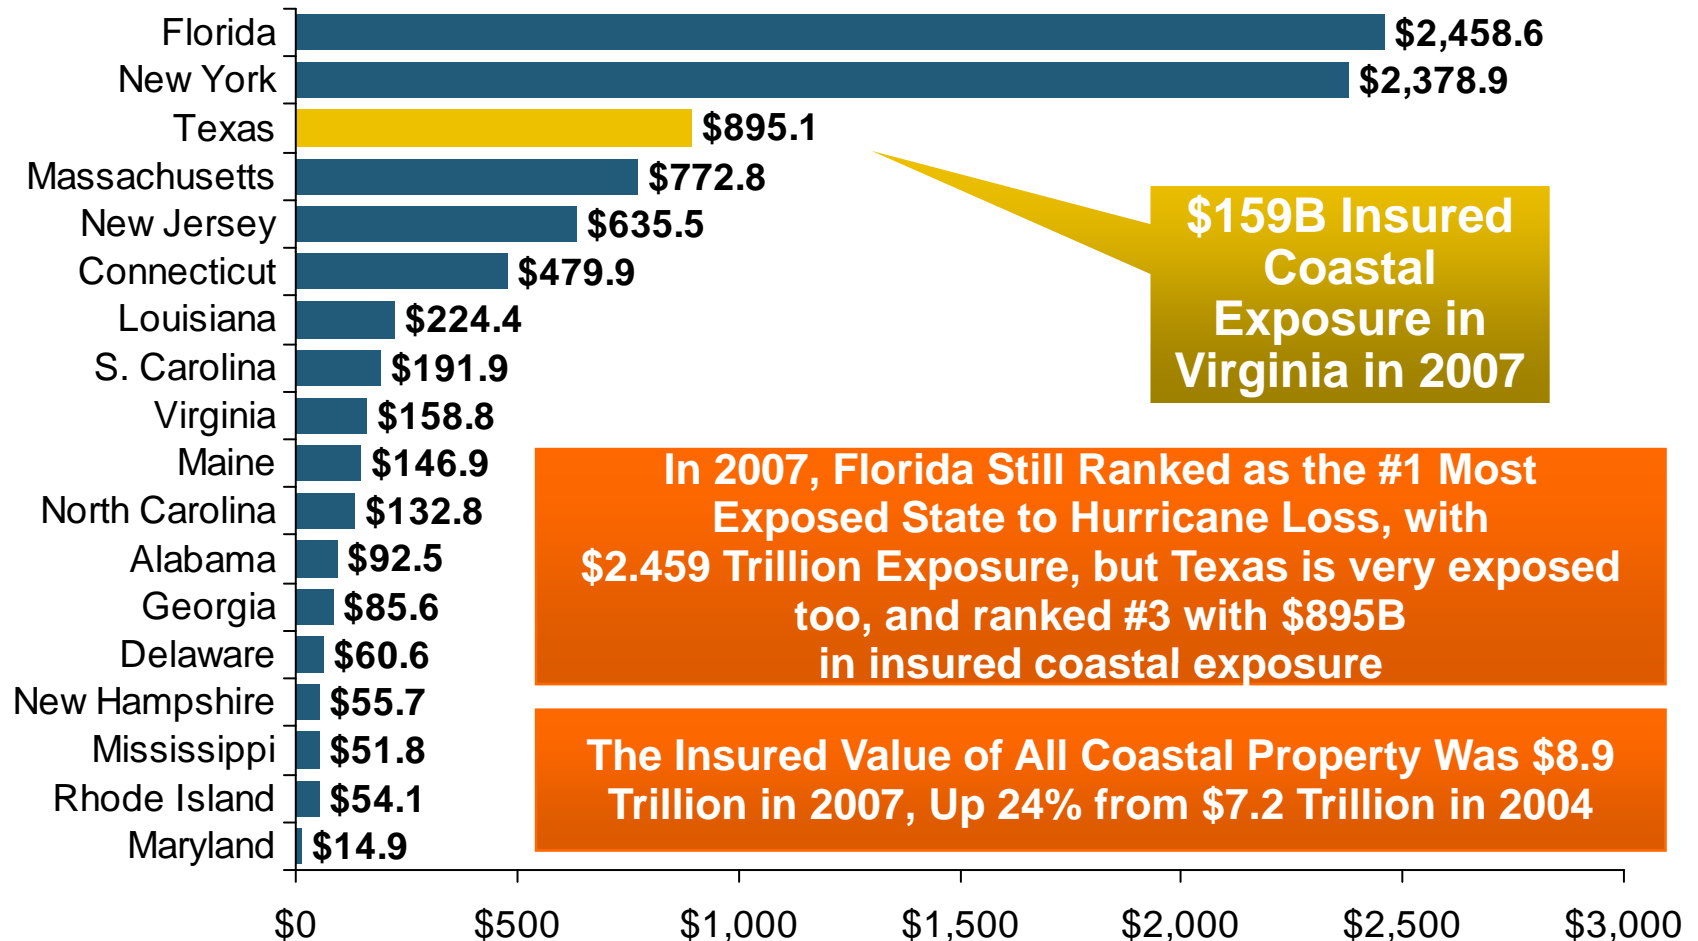 Florida $2,458.6
New York $2,378.9
Texas $895.1
Massachusetts $772.8
New Jersey $635.5
Connecticut $479.9
Louisiana $224.4
S. Carolina $191.9
Virginia $158.8
Maine $146.9
North Carolina $132.8
Alabama $92.5
Georgia $85.6
Delaware $60.6
New Hampshire $55.7
Mississippi $51.8
Rhode Island $54.1
Maryland $14.9
$0 $500 $1,000 $1,500 $2,000 $2,500 $3,000
$159B Insured
Coastal
Exposure in
Virginia in 2007
In 2007, Florida Still Ranked as the #1 Most
Exposed State to Hurricane Loss, with
$2.459 Trillion Exposure, but Texas is very exposed
too, and ranked #3 with $895B
in insured coastal exposure
The Insured Value of All Coastal Property Was $8.9
Trillion in 2007, Up 24% from $7.2 Trillion in 2004